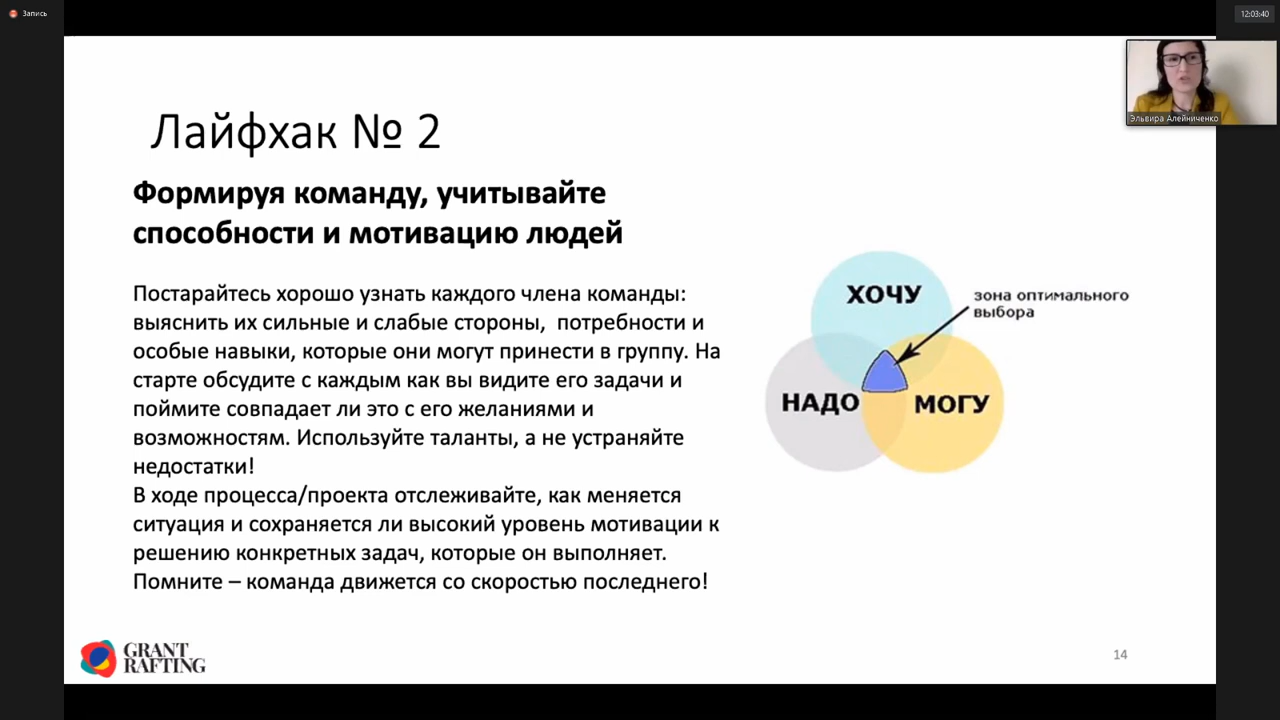 Запись
12:03:40
Эльвира Алейниченко
Лайфхак № 2
Формируя команду, учитывайте
способности и мотивацию людей
Постарайтесь хорошо узнать каждого члена команды:
выяснить их сильные и слабые стороны,  потребности и
особые навыки, которые они могут принести в группу. На
старте обсудите с каждым как вы видите его задачи и
поймите совпадает ли это с его желаниями и
возможностям. Используйте таланты, а не устраняйте
недостатки!
В ходе процесса/проекта отслеживайте, как меняется
ситуация и сохраняется ли высокий уровень мотивации к
решению конкретных задач, которые он выполняет.
Помните – команда движется со скоростью последнего!
ХОЧУ
зона оптимального
выбора
НАДО
МОГУ
GRANT
RAFTING
14